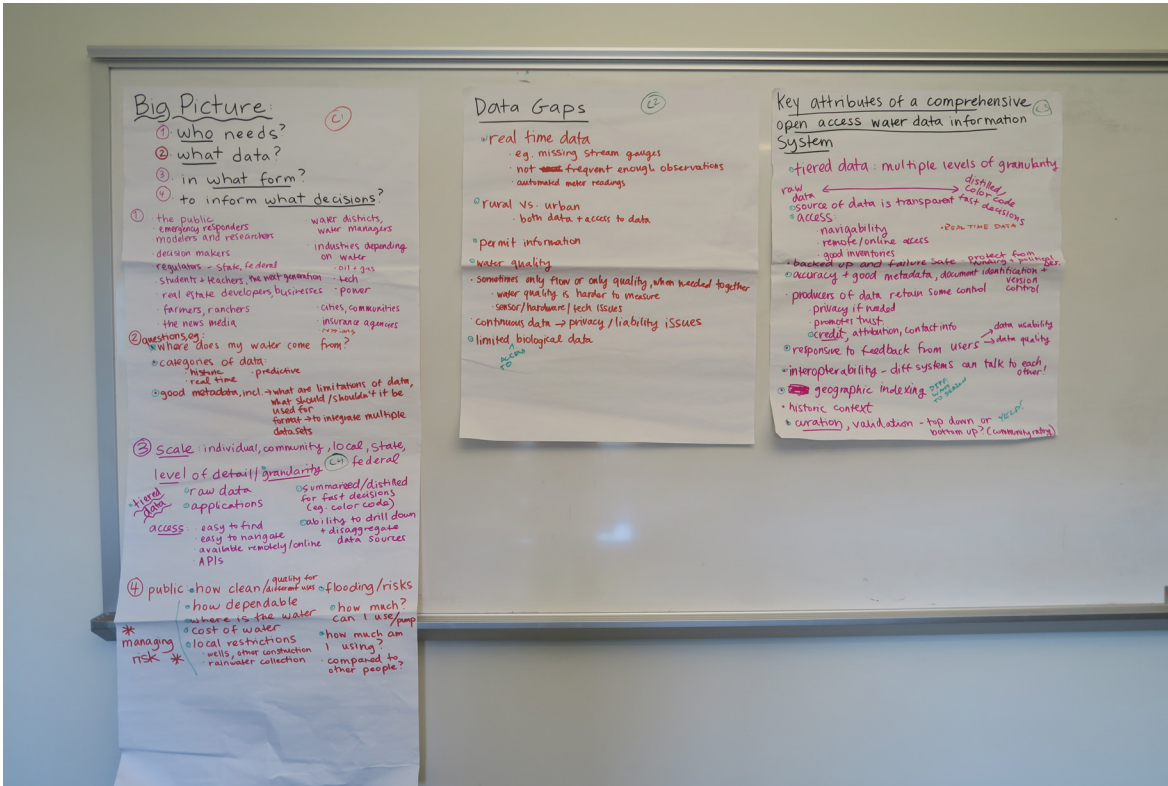 Big Picture:
C1
① who needs?
② what data?
③ in what form?
④ to inform what decisions?
① the public
· emergency responders
modelers and researchers
decision makers
regulators - state, federal
students + teachers, the next generation
real estate developers, businesses
farmers, ranchers
the news media
· water districts,
water managers
· industries depending
on water
· oil + gas
· tech
· power
· cities, communities
· insurance agencies
② questions, eg:
where does my water come from?
· categories of data:
· historic
· predictive
· real time
· good metadata, incl. → what are limitations of data,
what should/shouldn't it be
used for
format → to integrate multiple
datasets
③ Scale: individual, community, local, state,
federal
level of detail/granularity
C4
· tiered
data
· raw data
· applications
· summarized/distilled
for fast decisions
(eg. color code)
· ability to drill down
+ disaggregate
data sources
access:
· easy to find
· easy to navigate
· available remotely/online
· APIs
④ public
· how clean/quality for
different uses
· how dependable
· where is the water
· cost of water
· local restrictions
· wells, other construction
· rainwater collection
· flooding/risks
· how much?
can I use/pump
· how much am
I using?
· compared to
other people?
*
managing
risk *
Data Gaps
C2
· real time data
· eg. missing stream gauges
· not frequent enough observations
· automated meter readings
· rural vs. urban
· both data + access to data
· permit information
· water quality
· sometimes only flow or only quality, when needed together
· water quality is harder to measure
· sensor/hardware/tech issues
· continuous data → privacy/liability issues
· limited biological data
ACCESS
TO
Key attributes of a comprehensive
open access water data information
System
C3
· tiered data: multiple levels of granularity
raw
data
distilled/
color code
fast decisions
· source of data is transparent
· access:
· navigability
· remote/online access
· good inventories
· REAL TIME DATA
· backed up and failure safe - protect from
· accuracy + good metadata, document identification +
version
control
· producers of data retain some control
· privacy if needed
· promotes trust
· credit, attribution, contact info
· responsive to feedback from users
→ data usability
→ data quality
· interopterability - diff systems can talk to each
other!
· geographic indexing
DIFF.
WAYS
TO SEARCH
· historic context
· curation, validation - top down or
bottom up? (community rating)
YELP!